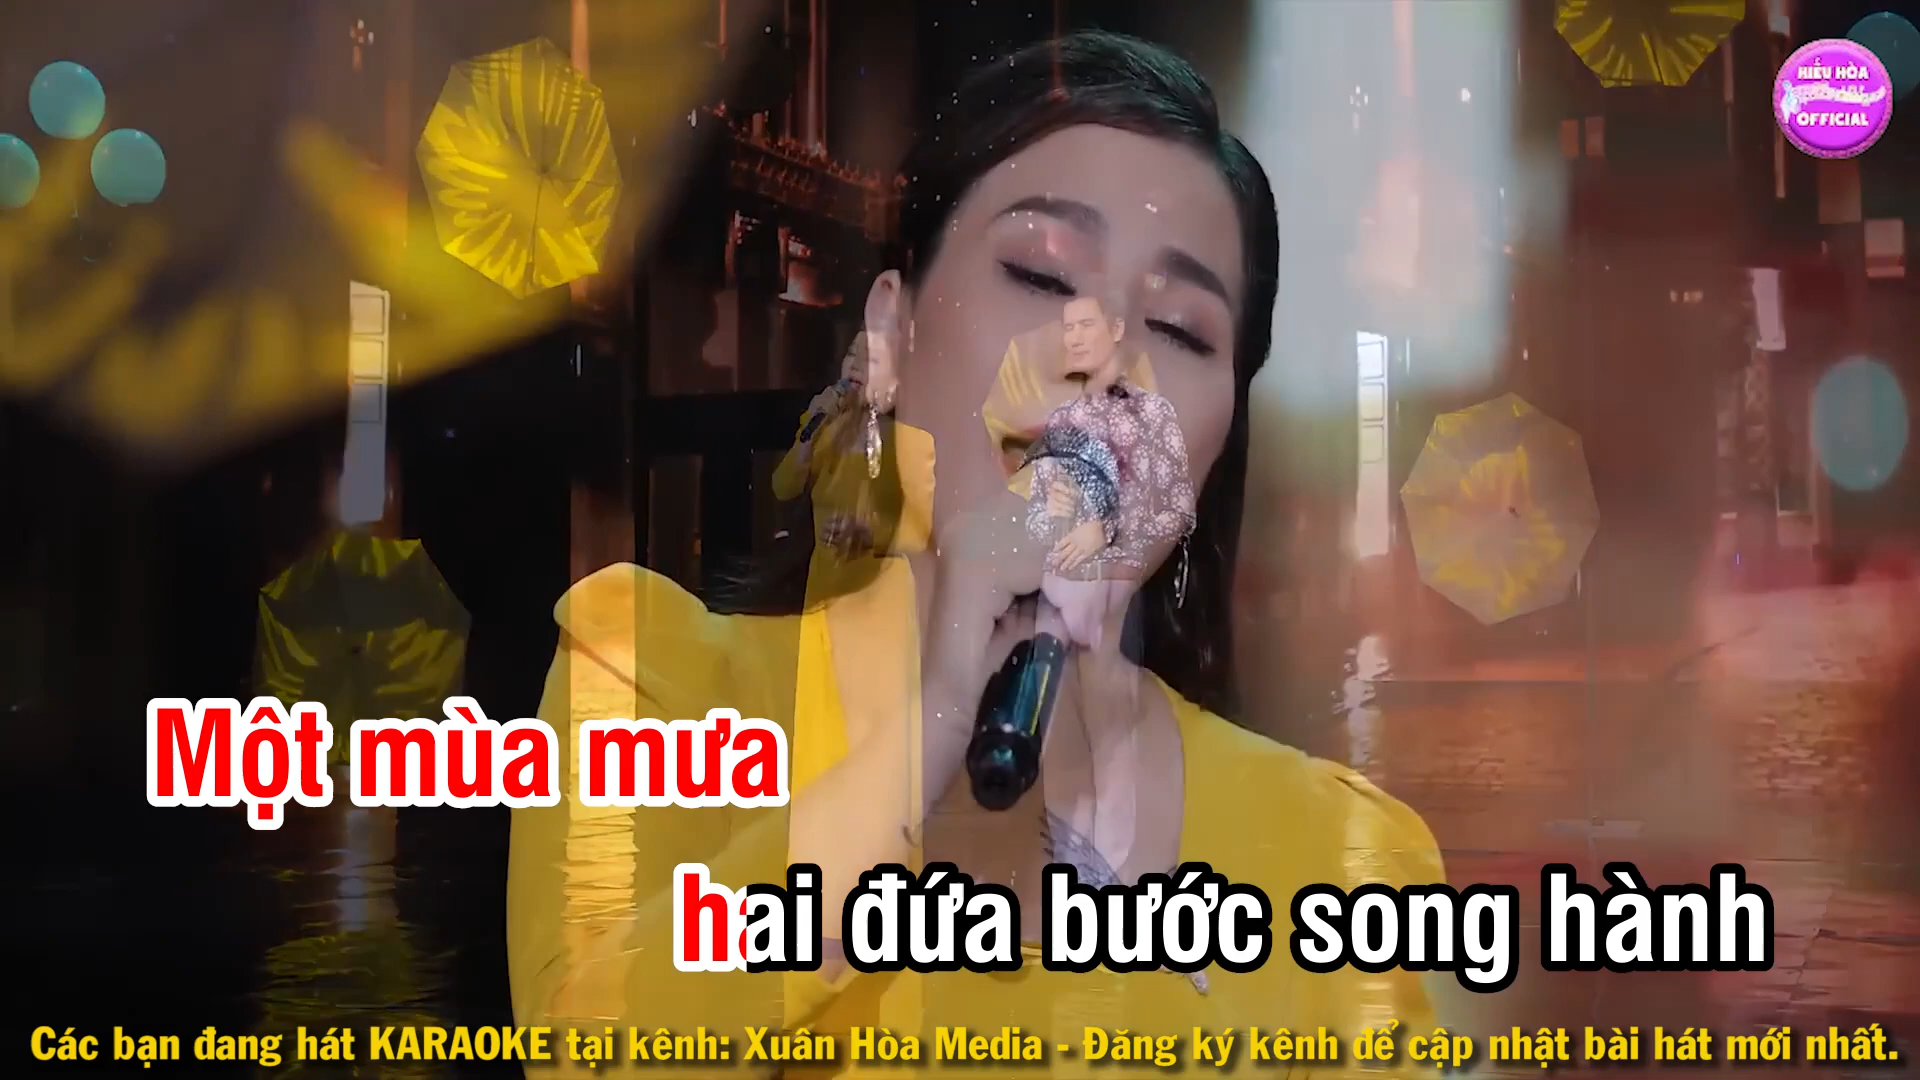 HIẾU HÒA
OFFICIAL
Một mùa mưa
hai đứa bước song hành
Các bạn đang hát KARAOKE tại kênh: Xuân Hòa Media - Đăng ký kênh để cập nhật bài hát mới nhất.